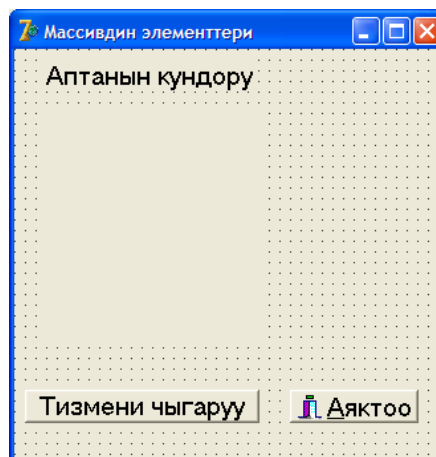 Массивдин элементтери
Аптанын кундору
Тизмени чыгаруу
Аяктоо